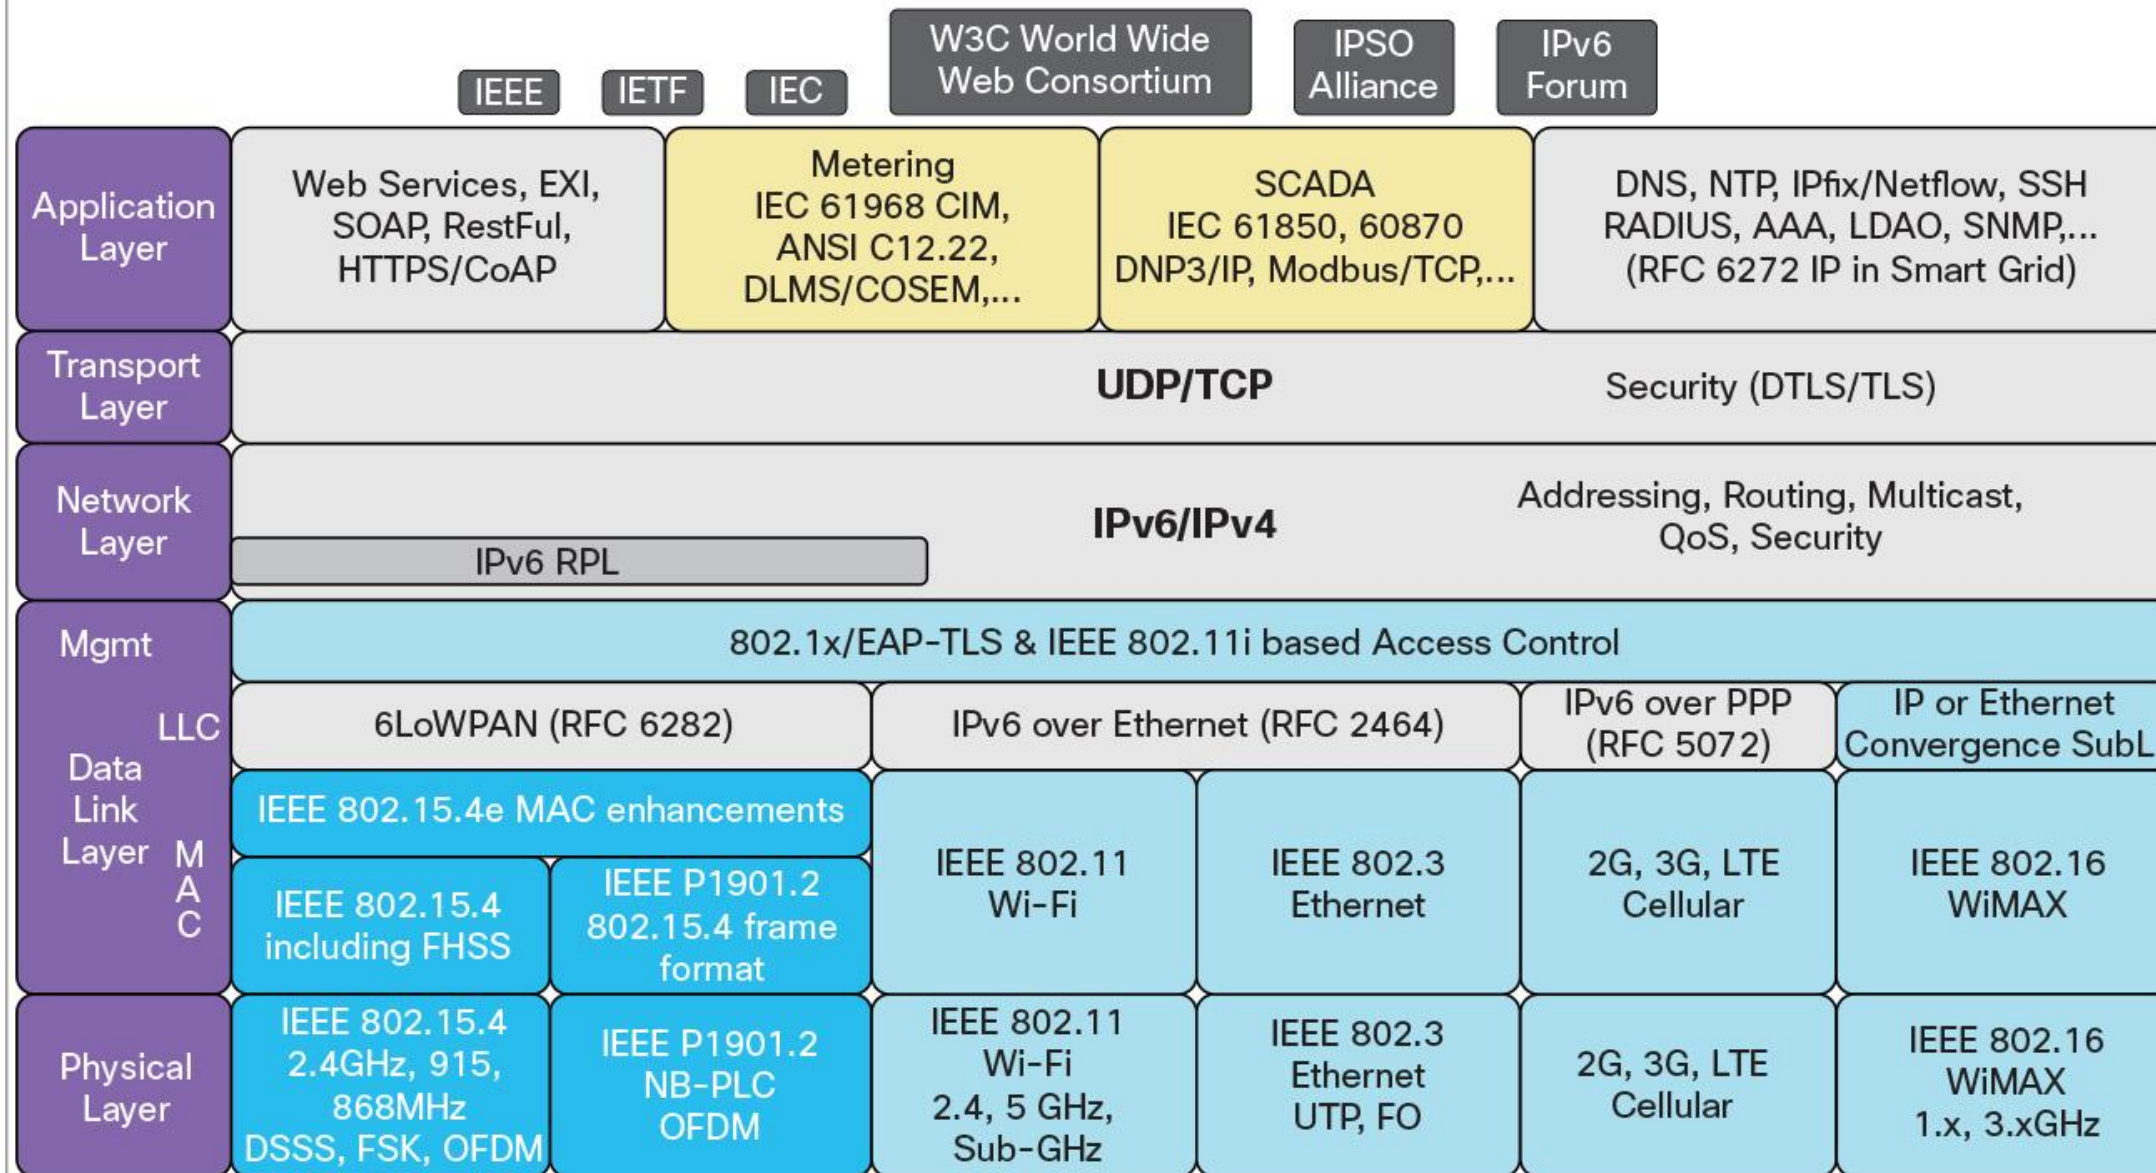 IEEE
IETF
IEC
W3C World Wide
Web Consortium
IPSO
Alliance
IPv6
Forum
Application
Layer
Web Services, EXI,
SOAP, RestFul,
HTTPS/CoAP
Metering
IEC 61968 CIM,
ANSI C12.22,
DLMS/COSEM,...
SCADA
IEC 61850, 60870
DNP3/IP, Modbus/TCP,...
DNS, NTP, IPfix/Netflow, SSH
RADIUS, AAA, LDAO, SNMP,...
(RFC 6272 IP in Smart Grid)
Transport
Layer
UDP/TCP
Security (DTLS/TLS)
Network
Layer
IPv6/IPv4
Addressing, Routing, Multicast,
QoS, Security
IPv6 RPL
Mgmt
802.1x/EAP-TLS & IEEE 802.11i based Access Control
LLC
Data
Link
Layer
M
A
C
6LoWPAN (RFC 6282)
IPv6 over Ethernet (RFC 2464)
IPv6 over PPP
(RFC 5072)
IP or Ethernet
Convergence SubL
IEEE 802.15.4e MAC enhancements
IEEE 802.15.4
including FHSS
IEEE P1901.2
802.15.4 frame
format
IEEE 802.11
Wi-Fi
IEEE 802.3
Ethernet
2G, 3G, LTE
Cellular
IEEE 802.16
WiMAX
Physical
Layer
IEEE 802.15.4
2.4GHz, 915,
868MHz
DSSS, FSK, OFDM
IEEE P1901.2
NB-PLC
OFDM
IEEE 802.11
Wi-Fi
2.4, 5 GHz,
Sub-GHz
IEEE 802.3
Ethernet
UTP, FO
2G, 3G, LTE
Cellular
IEEE 802.16
WiMAX
1.x, 3.xGHz